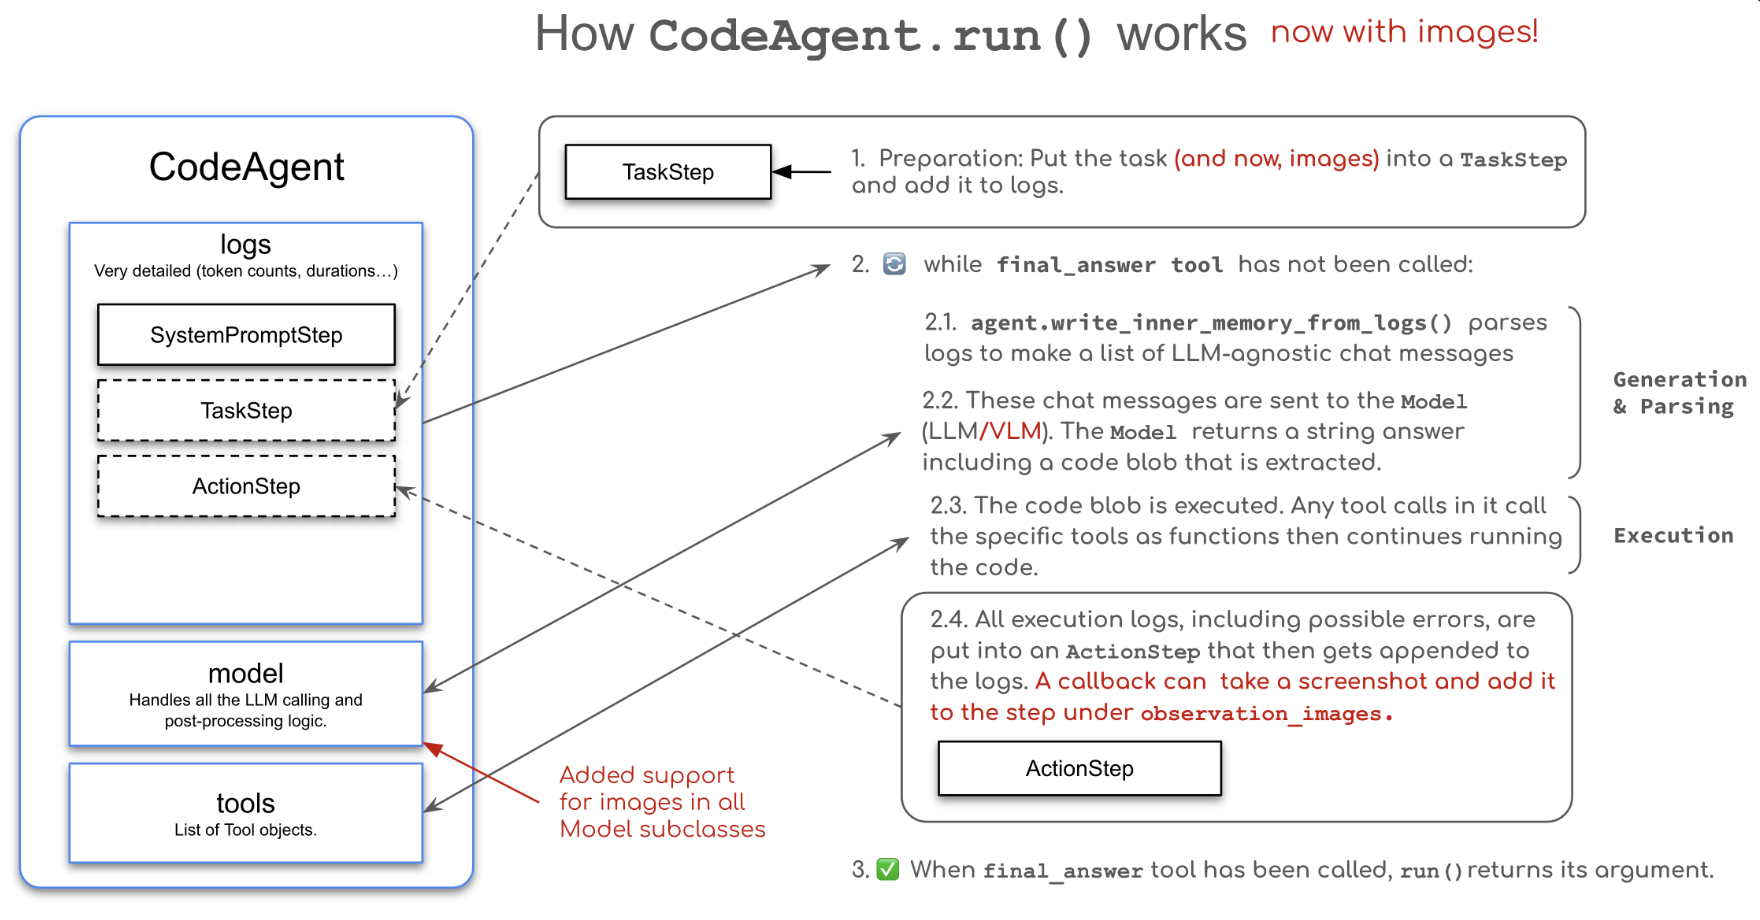 How CodeAgent.run() works now with images!
CodeAgent
logs
Very detailed (token counts, durations...)
SystemPromptStep
TaskStep
ActionStep
model
Handles all the LLM calling and
post-processing logic.
tools
List of Tool objects.
Added support
for images in all
Model subclasses
TaskStep
1. Preparation: Put the task (and now, images) into a TaskStep
and add it to logs.
2. 🔄 while final_answer tool has not been called:
2.1. agent.write_inner_memory_from_logs() parses
logs to make a list of LLM-agnostic chat messages
2.2. These chat messages are sent to the Model
(LLM/VLM). The Model returns a string answer
including a code blob that is extracted.
Generation
& Parsing
2.3. The code blob is executed. Any tool calls in it call
the specific tools as functions then continues running
the code.
Execution
2.4. All execution logs, including possible errors, are
put into an ActionStep that then gets appended to
the logs. A callback can take a screenshot and add it
to the step under observation_images.
ActionStep
3. ✅ When final_answer tool has been called, run() returns its argument.